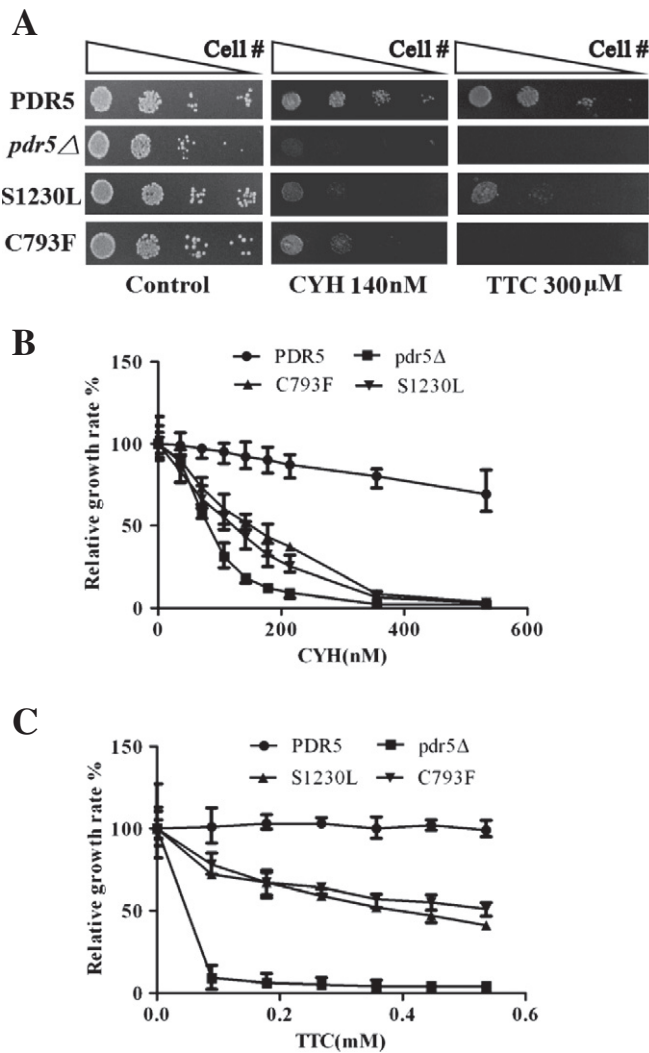 A
Cell # Cell # Cell #
PDR5
pdr5△
S1230L
C793F
Control CYH 140nM TTC 300μM
B
PDR5 pdr5Δ
C793F S1230L
Relative growth rate %
150
100
50
0
0 200 400 600
CYH(nM)
C
PDR5 pdr5Δ
S1230L C793F
Relative growth rate %
150
100
50
0
0.0 0.2 0.4 0.6
TTC(mM)